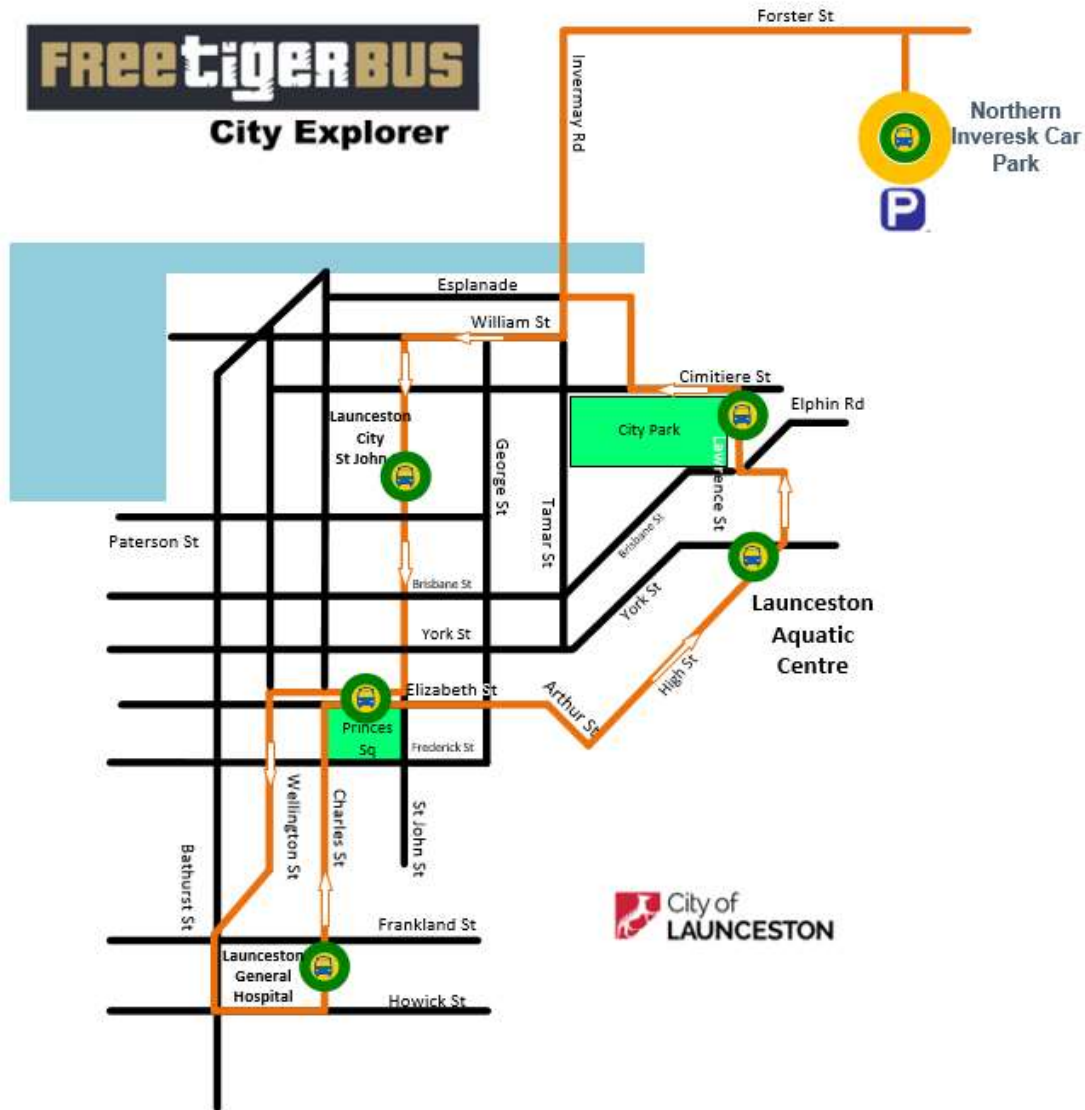 FREE tiger BUS
City Explorer
Forster St
Invermay Rd
Northern
Inveresk Car
Park
P
Esplanade
William St
Cimitiere St
Elphin Rd
Launceston
City
St John
City Park
George St
Tamar St
Lawrence St
Brisbane St
Paterson St
Brisbane St
York St
York St
Launceston
Aquatic
Centre
Elizabeth St
Arthur St
High St
Princes
Sq
Frederick St
Wellington St
Charles St
St John St
Bathurst St
Frankland St
Launceston
General
Hospital
Howick St
City of
LAUNCESTON